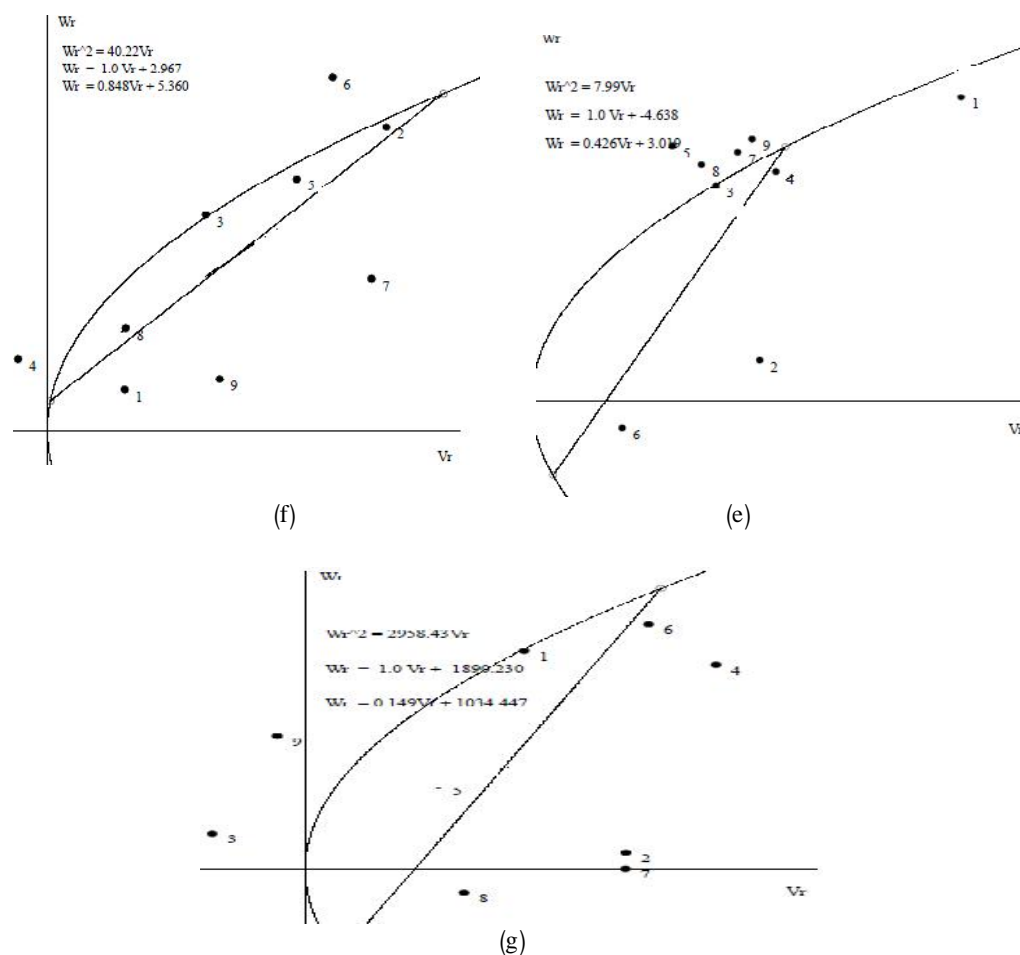 Wr
Wr^2 = 40.22Vr
Wr = 1.0 Vr + 2.967
Wr = 0.848Vr + 5.360
6
2
5
3
7
8
4
9
1
Vr
(f)
Wr
Wr^2 = 7.99Vr
Wr = 1.0 Vr + -4.638
Wr = 0.426Vr + 3.019
1
9
5
7
8
4
3
2
6
V
(e)
Wr
Wr^2 = 2958.43Vr
Wr = 1.0 Vr + 1899.230
Wr = 0.149Vr + 1034.447
6
1
4
9
5
3
2
7
8
Vr
(g)